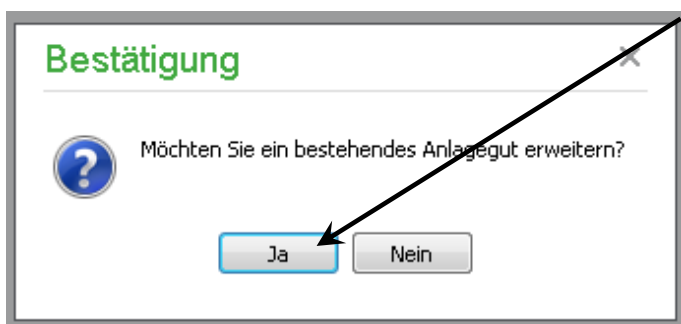 Bestätigung
Möchten Sie ein bestehendes Anlagegut erweitern?
Ja
Nein